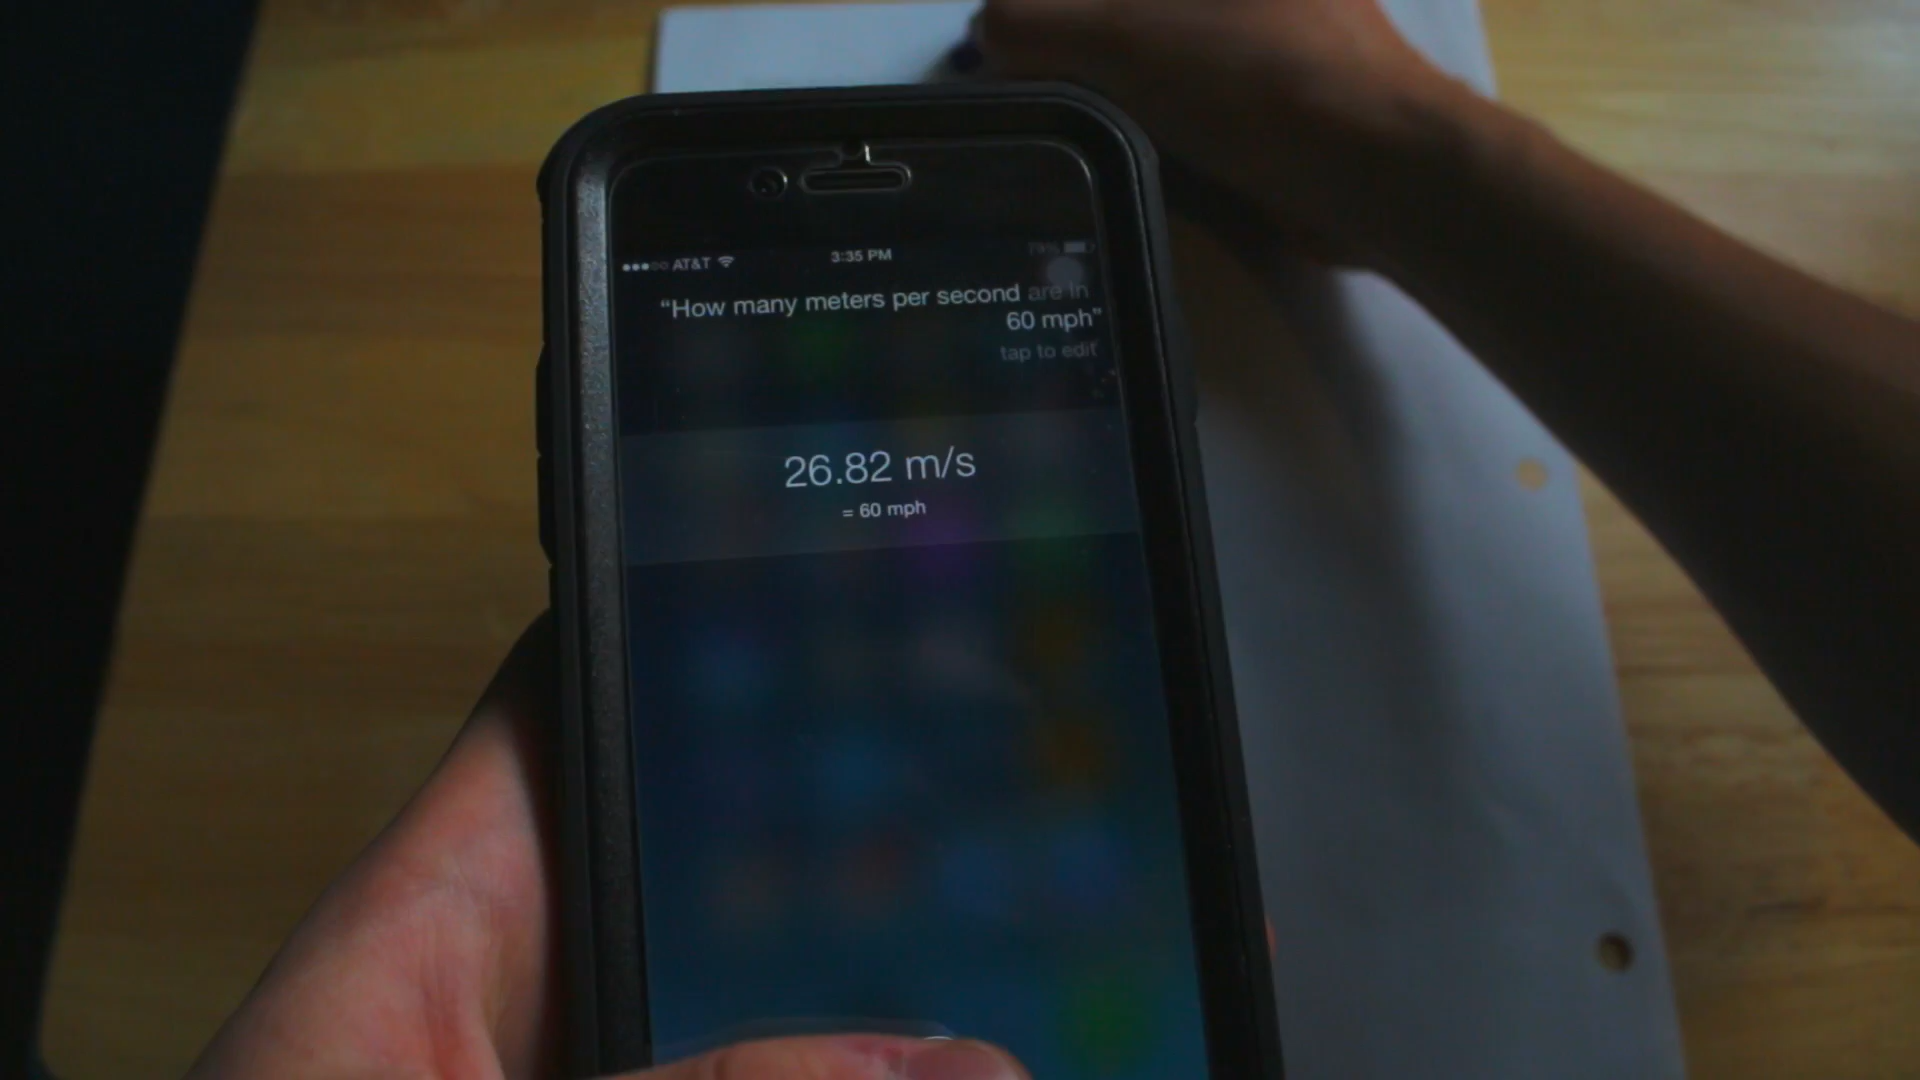 AT&T 3:35 PM
“How many meters per second are in
60 mph”
tap to edit
26.82 m/s
= 60 mph